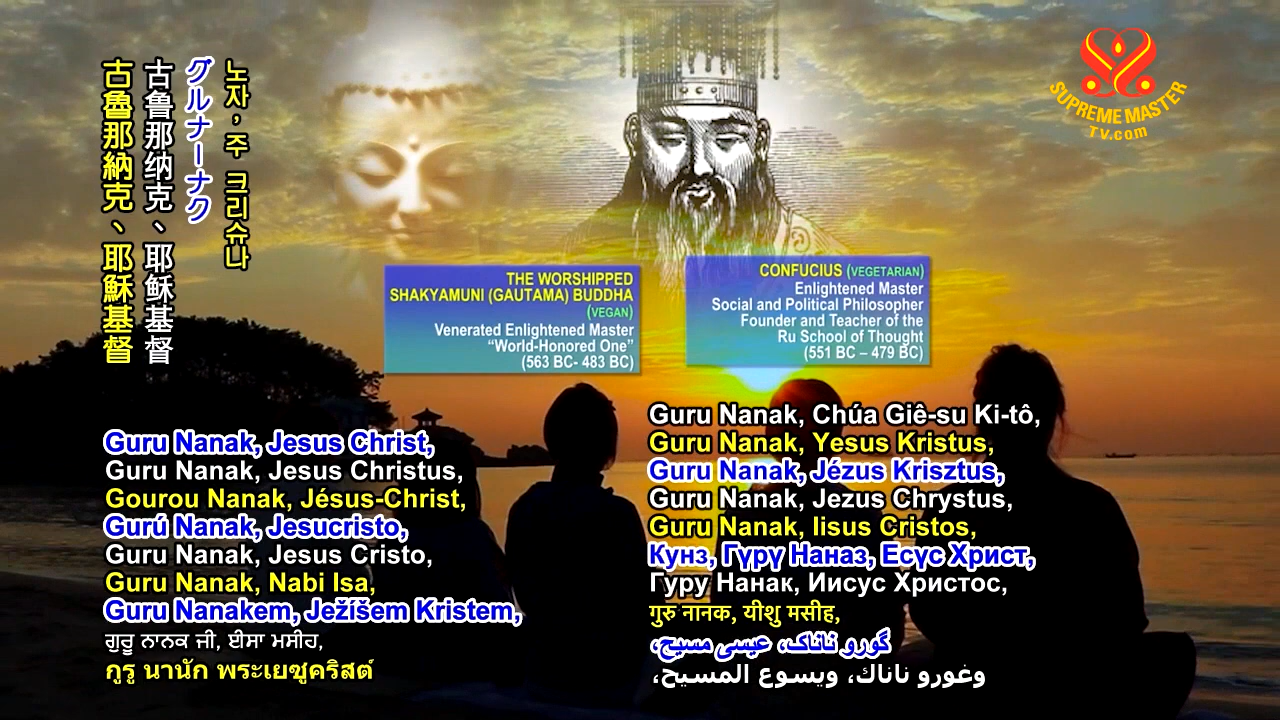 노자, 주 크리슈나
グルナーナク
古鲁那纳克、耶稣基督
古魯那納克、耶穌基督
SUPREME MASTER
TV.com
THE WORSHIPPED
SHAKYAMUNI (GAUTAMA) BUDDHA
(VEGAN)
Venerated Enlightened Master
“World-Honored One”
(563 BC- 483 BC)
CONFUCIUS (VEGETARIAN)
Enlightened Master
Social and Political Philosopher
Founder and Teacher of the
Ru School of Thought
(551 BC – 479 BC)
Guru Nanak, Jesus Christ,
Guru Nanak, Jesus Christus,
Gourou Nanak, Jésus-Christ,
Gurú Nanak, Jesucristo,
Guru Nanak, Jesus Cristo,
Guru Nanak, Nabi Isa,
Guru Nanakem, Ježíšem Kristem,
ਗੁਰੂ ਨਾਨਕ ਜੀ, ਈਸਾ ਮਸੀਹ,
กูรู นานัก พระเยซูคริสต์
Guru Nanak, Chúa Giê-su Ki-tô,
Guru Nanak, Yesus Kristus,
Guru Nanak, Jézus Krisztus,
Guru Nanak, Jezus Chrystus,
Guru Nanak, Iisus Cristos,
Кунз, Гүрү Наназ, Есүс Христ,
Гуру Нанак, Иисус Христос,
गुरु नानक, यीशु मसीह,
گورو ناناک، عیسی مسیح،
وغورو ناناك، ويسوع المسيح،